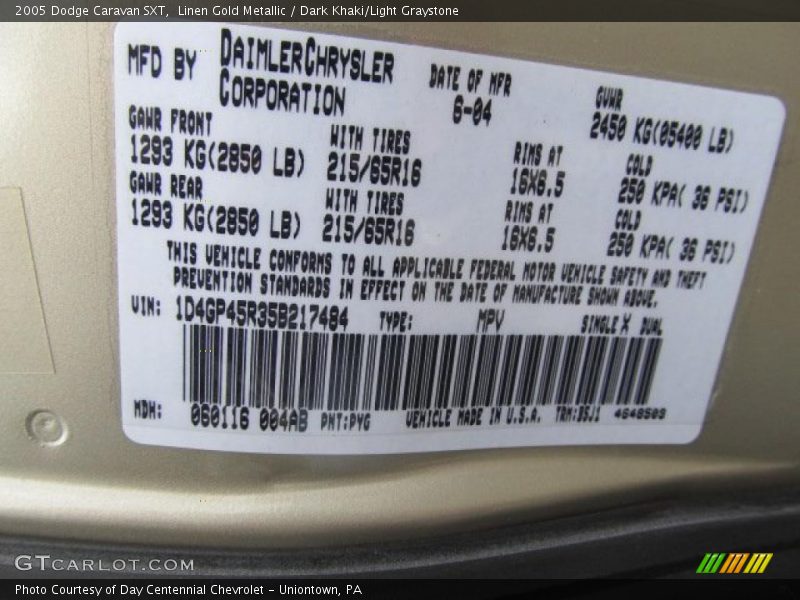 2005 Dodge Caravan SXT,  Linen Gold Metallic / Dark Khaki/Light Graystone
MFD BY DAIMLERCHRYSLER CORPORATION
DATE OF MFR 6-04
GVWR 2450 KG(05400 LB)
GAWR FRONT 1293 KG(2850 LB)
WITH TIRES 215/65R16
RIMS AT 16X6.5
COLD 250 KPA( 36 PSI)
GAWR REAR 1293 KG(2850 LB)
WITH TIRES 215/65R16
RIMS AT 16X6.5
COLD 250 KPA( 36 PSI)
THIS VEHICLE CONFORMS TO ALL APPLICABLE FEDERAL MOTOR VEHICLE SAFETY AND THEFT
PREVENTION STANDARDS IN EFFECT ON THE DATE OF MANUFACTURE SHOWN ABOVE.
VIN: 1D4GP45R35B217484 TYPE: MPV SINGLE X DUAL
MDH: 060116 004AB PNT:PYG VEHICLE MADE IN U.S.A. TRM:B5J1 4648509
GTCARLOT.COM
Photo Courtesy of Day Centennial Chevrolet - Uniontown, PA